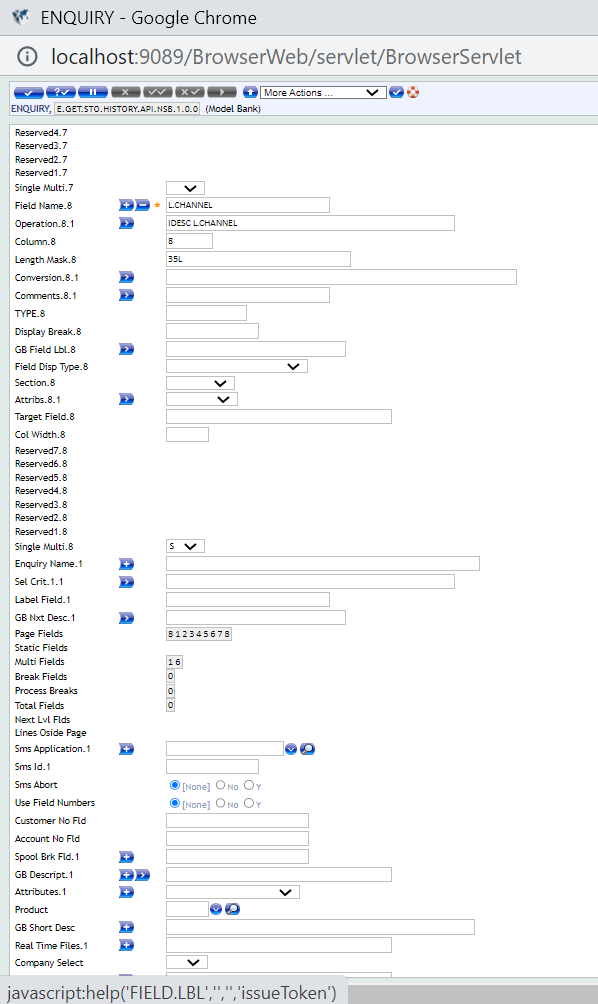 ENQUIRY - Google Chrome
localhost:9089/BrowserWeb/servlet/BrowserServlet
More Actions ...
ENQUIRY, E.GET.STO.HISTORY.API.NSB.1.0.0 (Model Bank)
Reserved4.7
Reserved3.7
Reserved2.7
Reserved1.7
Single Multi.7
Field Name.8 L.CHANNEL
Operation.8.1 IDESC L.CHANNEL
Column.8 8
Length Mask.8 35L
Conversion.8.1
Comments.8.1
TYPE.8
Display Break.8
GB Field Lbl.8
Field Disp Type.8
Section.8
Attribs.8.1
Target Field.8
Col Width.8
Reserved7.8
Reserved6.8
Reserved5.8
Reserved4.8
Reserved3.8
Reserved2.8
Reserved1.8
Single Multi.8 S
Enquiry Name.1
Sel Crit.1.1
Label Field.1
GB Nxt Desc.1
Page Fields 8 1 2 3 4 5 6 7 8
Static Fields
Multi Fields 1 6
Break Fields 0
Process Breaks 0
Total Fields 0
Next Lvl Flds
Lines Oside Page
Sms Application.1
Sms Id.1
Sms Abort [None] No Y
Use Field Numbers [None] No Y
Customer No Fld
Account No Fld
Spool Brk Fld.1
GB Descript.1
Attributes.1
Product
GB Short Desc
Real Time Files.1
Company Select
javascript:help('FIELD.LBL','','','issueToken')